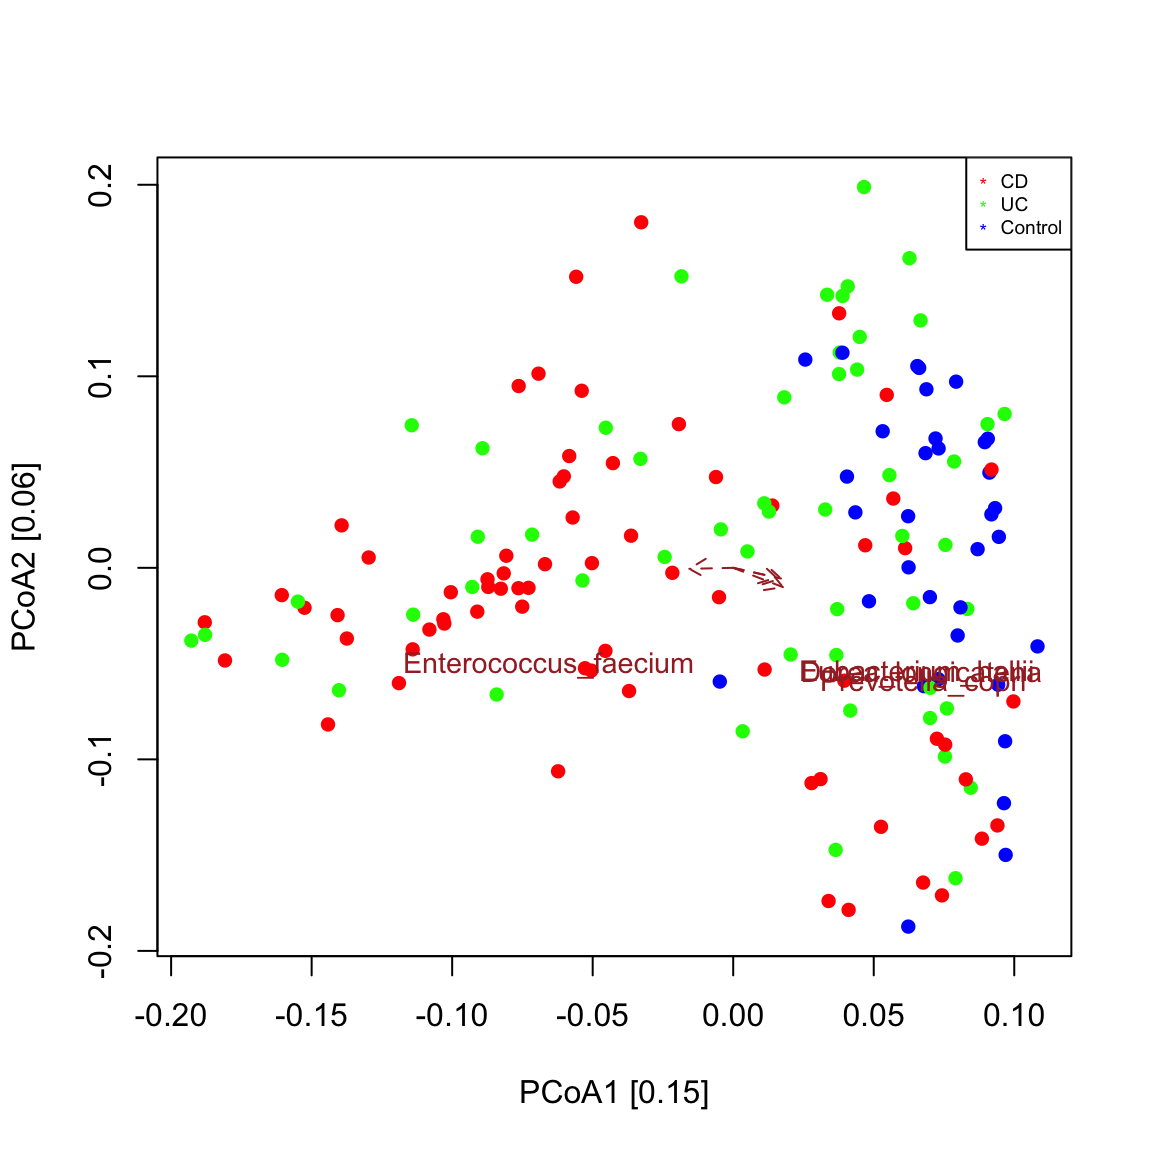 CD
UC
Control
0.2
0.1
0.0
-0.1
-0.2
PCoA2 [0.06]
Enterococcus_faecium
Prevotella_copri
-0.20
-0.15
-0.10
-0.05
0.00
0.05
0.10
PCoA1 [0.15]